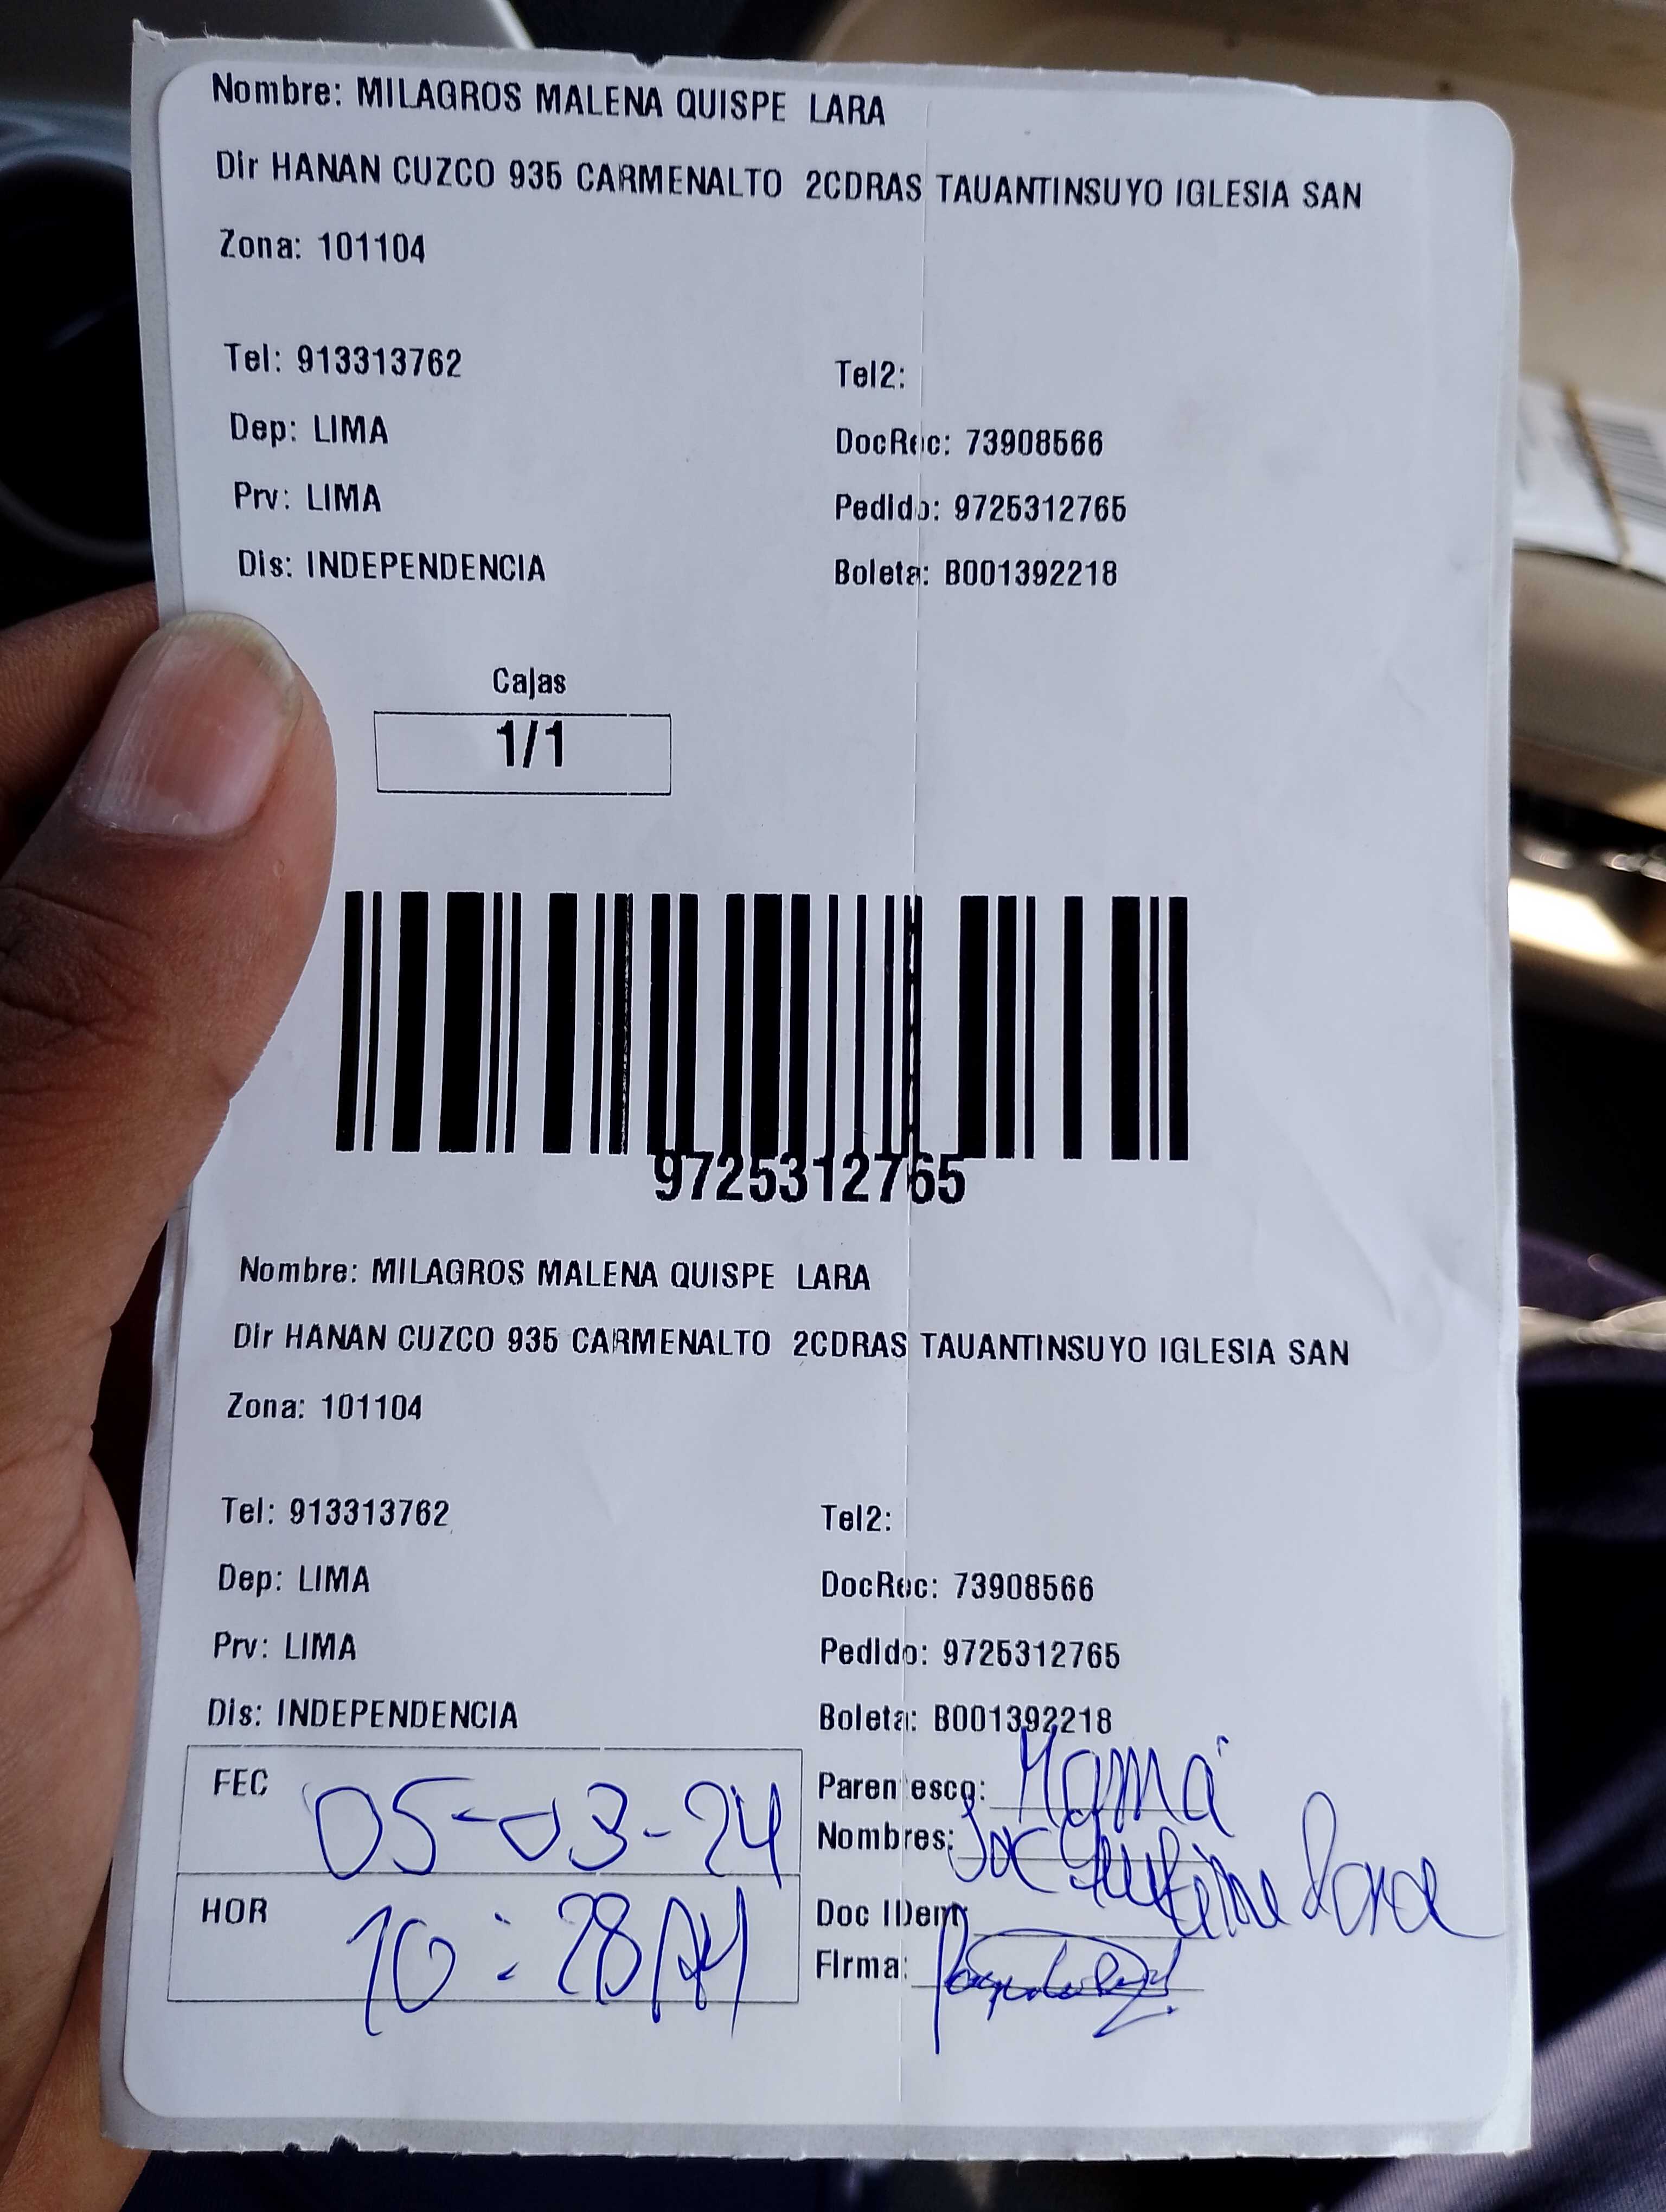 Nombre: MILAGROS MALENA QUISPE LARA
Dir HANAN CUZCO 935 CARMENALTO 2CDRAS TAUANTINSUYO IGLESIA SAN
Zona: 101104
Tel: 913313762 Tel2:
Dep: LIMA DocRec: 73908566
Prv: LIMA Pedido: 9725312765
Dis: INDEPENDENCIA Boleta: B001392218
Cajas
1/1
9725312765
Nombre: MILAGROS MALENA QUISPE LARA
Dir HANAN CUZCO 935 CARMENALTO 2CDRAS TAUANTINSUYO IGLESIA SAN
Zona: 101104
Tel: 913313762 Tel2:
Dep: LIMA DocRec: 73908566
Prv: LIMA Pedido: 9725312765
Dis: INDEPENDENCIA Boleta: B001392218
FEC 05-03-24 Parentesco: Mamá
Nombres: Lara
HOR 10:28 AM Doc Ident:
Firma: